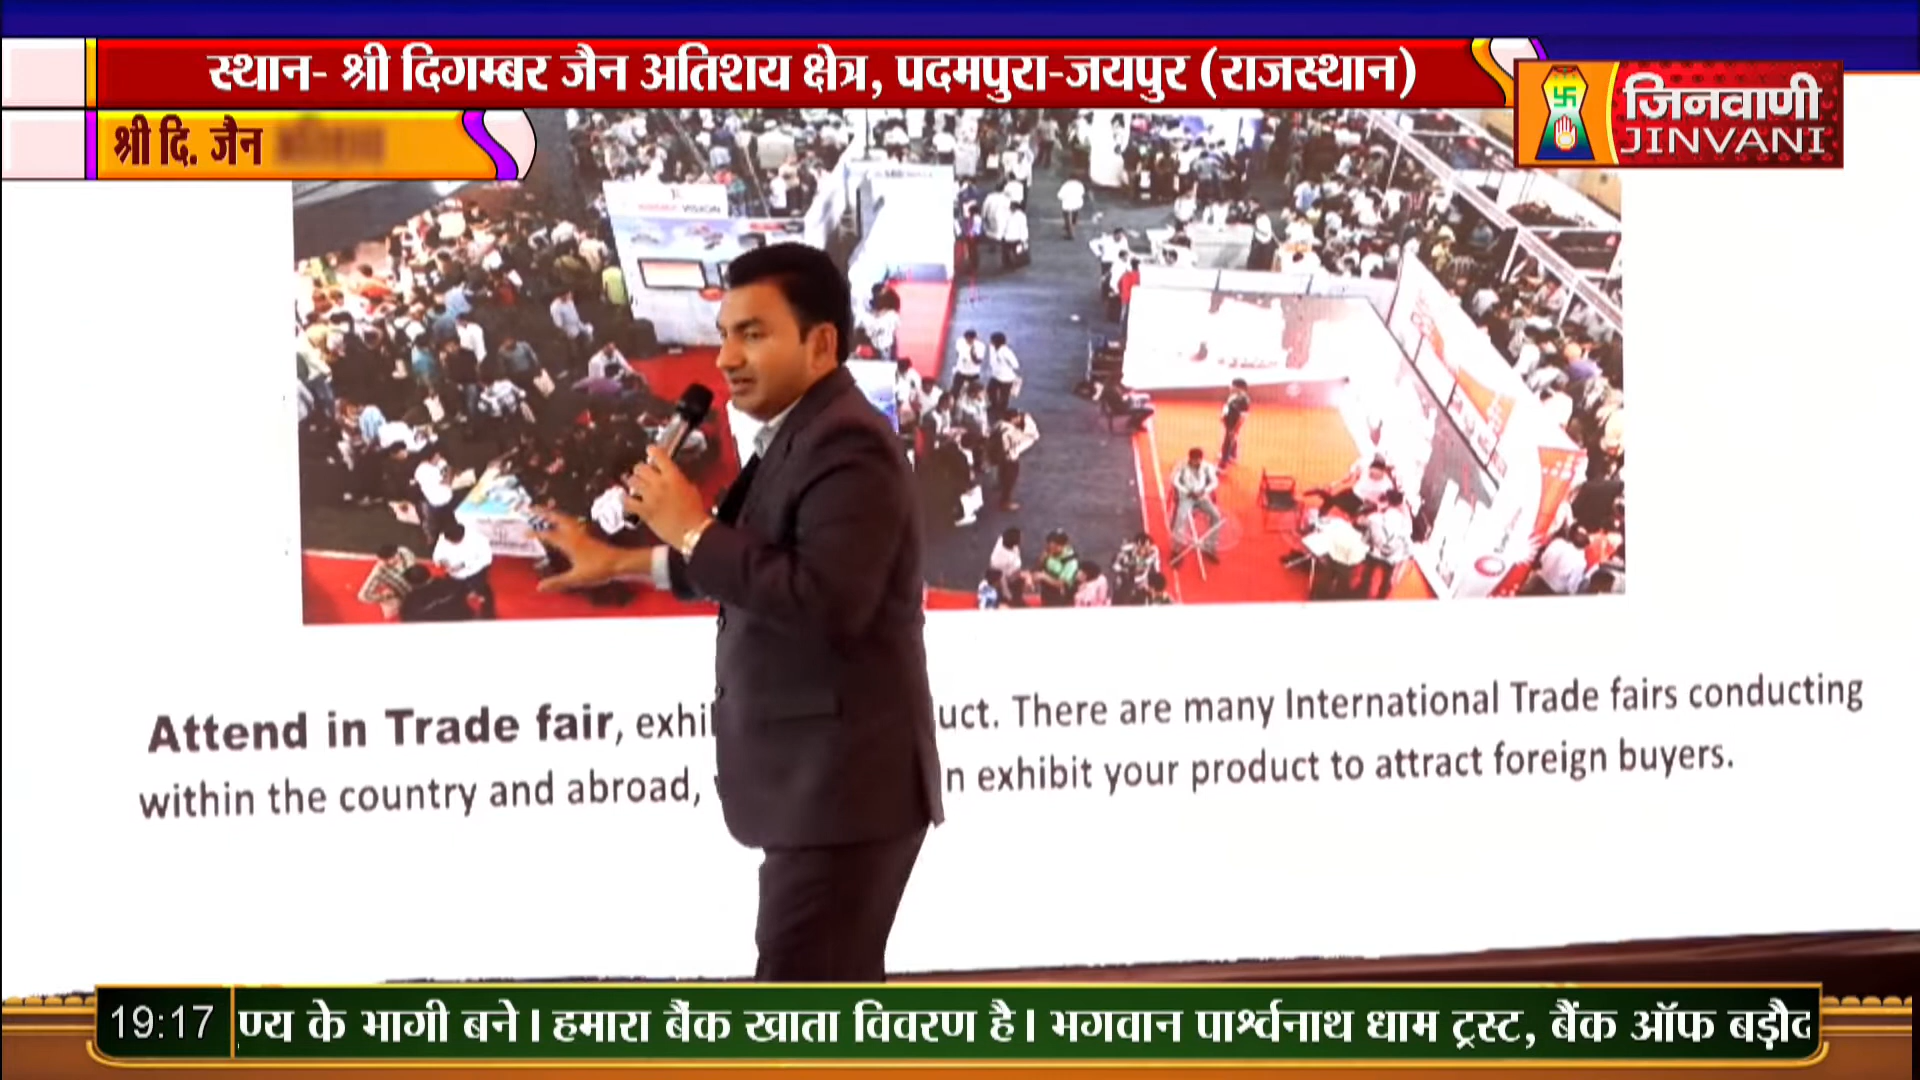 स्थान- श्री दिगम्बर जैन अतिशय क्षेत्र, पदमपुरा-जयपुर (राजस्थान)
श्री दि. जैन
जिनवाणी
JINVANI
VISION
Attend in Trade fair, exhi uct. There are many International Trade fairs conducting
within the country and abroad, n exhibit your product to attract foreign buyers.
19:17 ण्य के भागी बने। हमारा बैंक खाता विवरण है। भगवान पार्श्वनाथ धाम ट्रस्ट, बैंक ऑफ बड़ौद